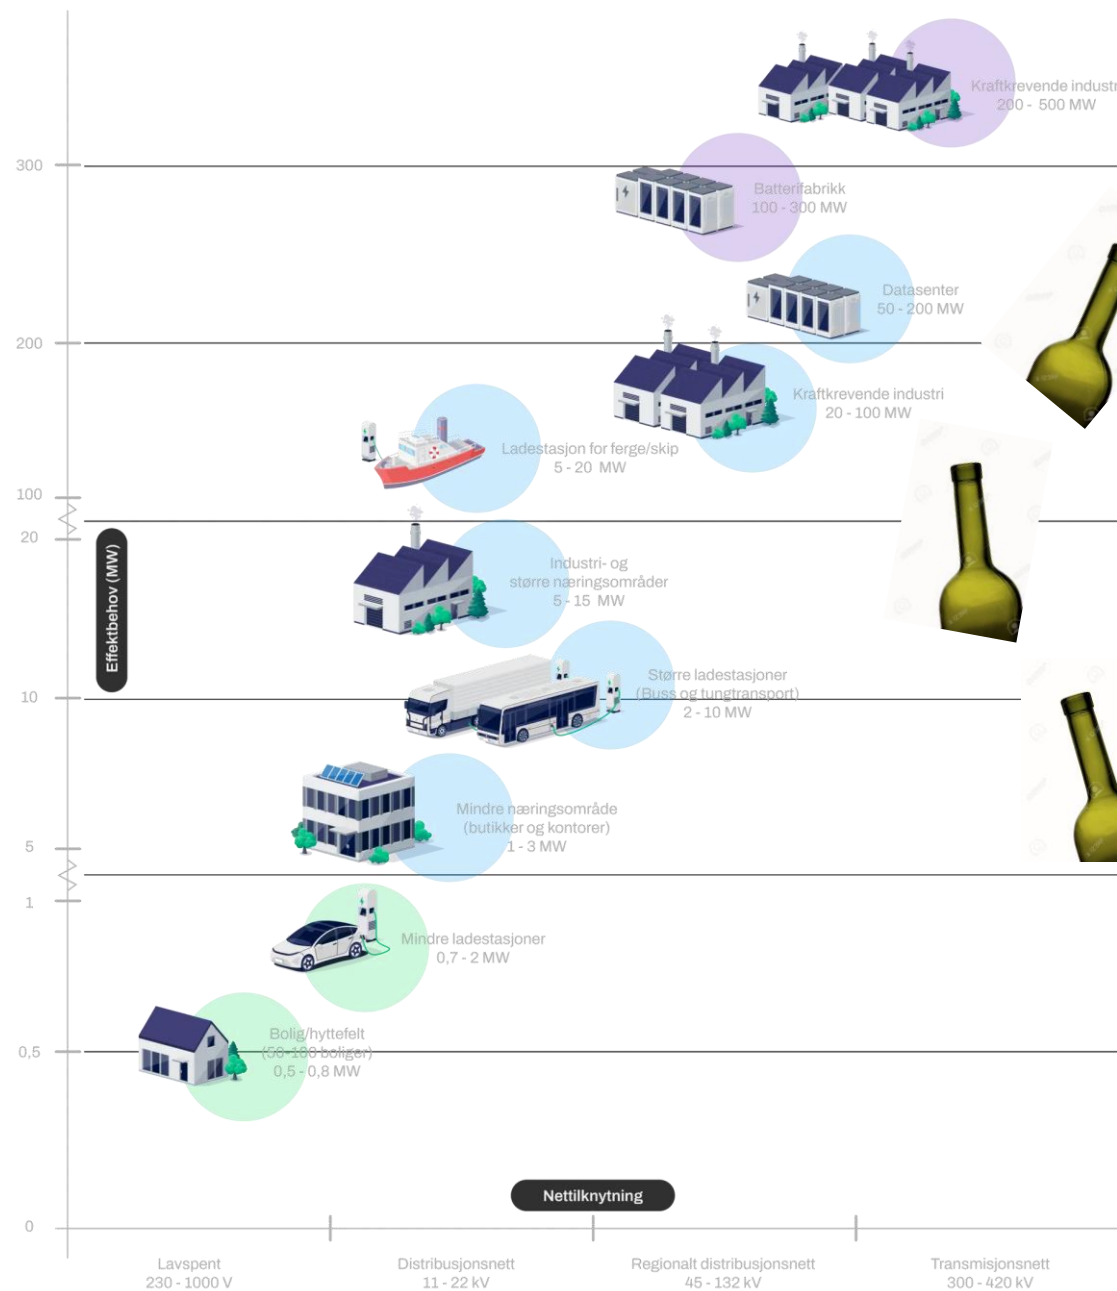 Kraftkrevende industri
200 - 500 MW
300
Batterifabrikk
100 - 300 MW
Datasenter
50 - 200 MW
200
Kraftkrevende industri
20 - 100 MW
Ladestasjon for ferge/skip
5 - 20 MW
100
20
Effektbehov (MW)
Industri- og
større næringsområder
5 - 15 MW
Større ladestasjoner
(Buss og tungtransport)
2 - 10 MW
10
Mindre næringsområde
(butikker og kontorer)
1 - 3 MW
5
1
Mindre ladestasjoner
0,7 - 2 MW
Bolig/hyttefelt
(50-100 boliger)
0,5 - 0,8 MW
0,5
Nettilknytning
0
Lavspent
230 - 1000 V
Distribusjonsnett
11 - 22 kV
Regionalt distribusjonsnett
45 - 132 kV
Transmisjonsnett
300 - 420 kV